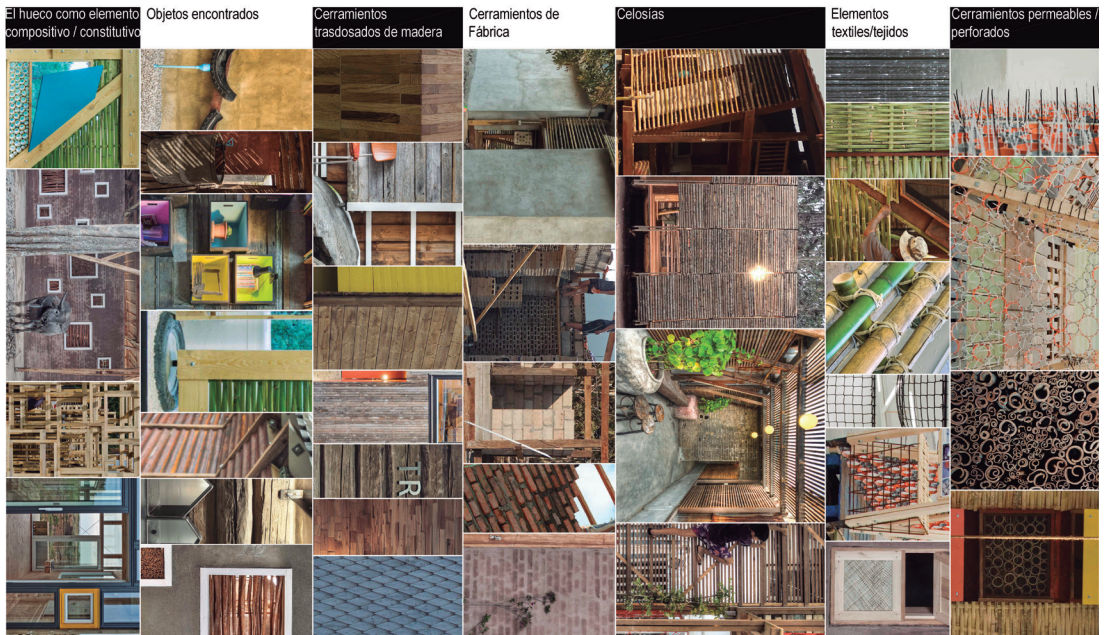 El hueco como elemento
compositivo / constitutivo
Objetos encontrados
Cerramientos
trasdosados de madera
Cerramientos de
Fábrica
Celosías
Elementos
textiles/tejidos
Cerramientos permeables /
perforados
TR